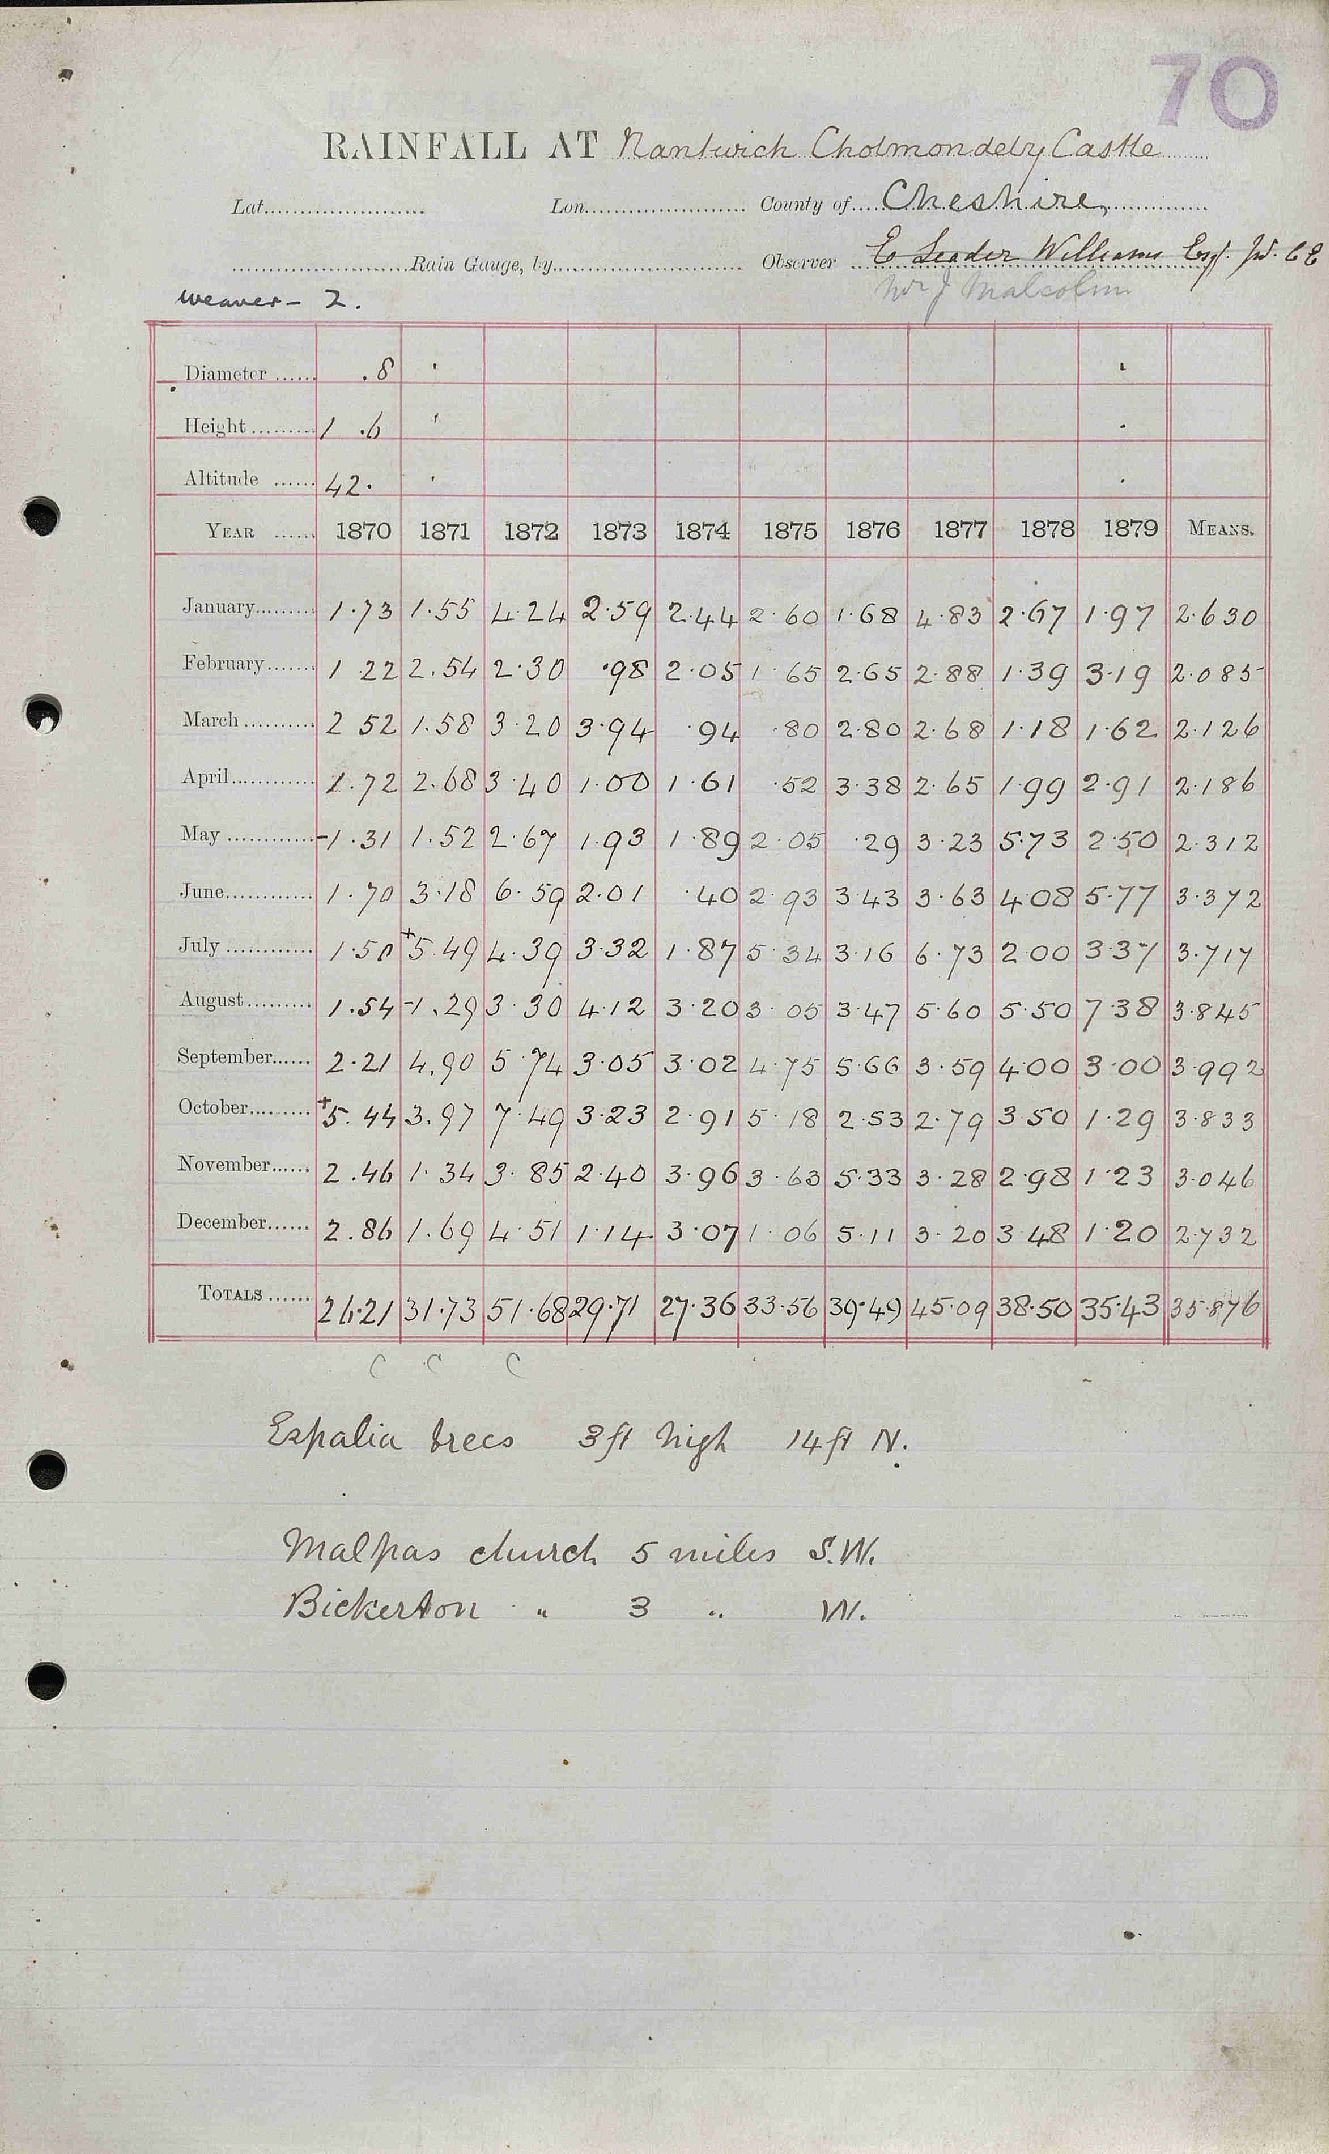 70
RAINFALL AT Nantwich Cholmondely Castle
Lat. Lon. County of Cheshire
Rain Gauge, by Observer E Leader Williams Esq. C E
Mr J Malcolm
Weaver - 2.
Diameter .8 '  '
Height 1 .6 '  '
Altitude 42. '  '
YEAR 1870 1871 1872 1873 1874 1875 1876 1877 1878 1879 MEANS.
January 1.73 1.55 4.24 2.59 2.44 2.60 1.68 4.83 2.67 1.97 2.630
February 1 22 2.54 2.30 .98 2.05 1.65 2.65 2.88 1.39 3.19 2.085
March 2 52 1.58 3.20 3.94 .94 .80 2.80 2.68 1.18 1.62 2.126
April 1.72 2.68 3.40 1.00 1.61 .52 3.38 2.65 1.99 2.91 2.186
May -1.31 1.52 2.67 1.93 1.89 2.05 .29 3.23 5.73 2.50 2.312
June 1.70 3.18 6.59 2.01 .40 2.93 3.43 3.63 4.08 5.77 3.372
July 1.50 +5.49 4.39 3.32 1.87 5.34 3.16 6.73 2.00 3.37 3.717
August 1.54 -1.29 3.30 4.12 3.20 3.05 3.47 5.60 5.50 7.38 3.845
September 2.21 4.90 5.74 3.05 3.02 4.75 5.66 3.59 4.00 3.00 3.992
October +5.44 3.97 7.49 3.23 2.91 5.18 2.53 2.79 3.50 1.29 3.833
November 2.46 1.34 3.85 2.40 3.96 3.63 5.33 3.28 2.98 1.23 3.046
December 2.86 1.69 4.51 1.14 3.07 1.06 5.11 3.20 3.48 1.20 2.732
TOTALS 26.21 31.73 51.68 29.71 27.36 33.56 39.49 45.09 38.50 35.43 35.876
C C C
Espalia trees 3 ft high 14 ft N.
Malpas church 5 miles S.W.
Bickerton " 3 " W.